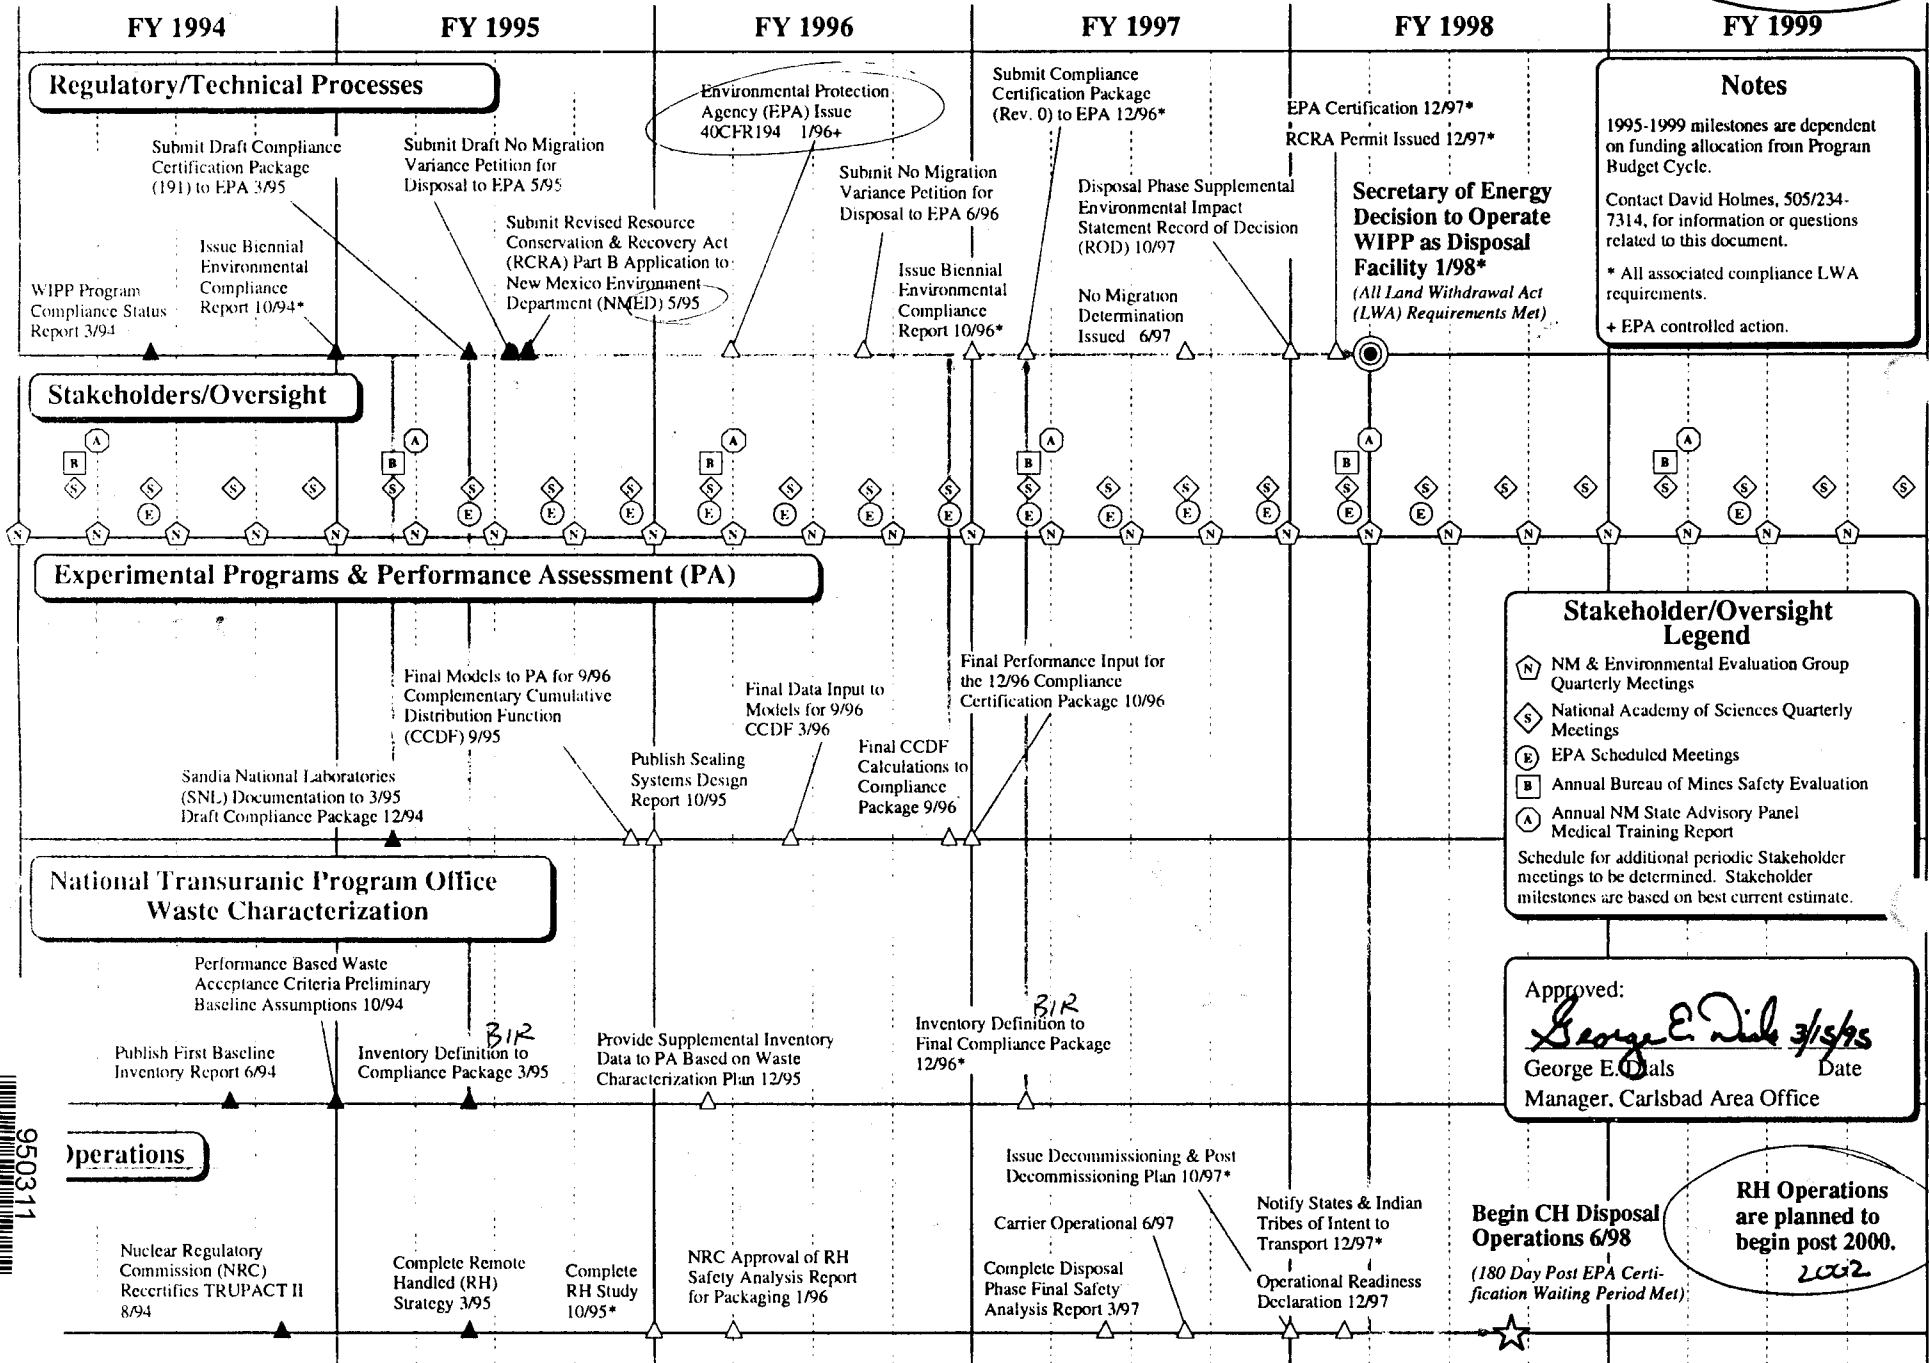 FY 1994
FY 1995
FY 1996
FY 1997
FY 1998
FY 1999
Regulatory/Technical Processes
WIPP Program
Compliance Status
Report 3/94
Issue Biennial
Environmental
Compliance
Report 10/94*
Submit Draft Compliance
Certification Package
(191) to EPA 3/95
Submit Draft No Migration
Variance Petition for
Disposal to EPA 5/95
Submit Revised Resource
Conservation & Recovery Act
(RCRA) Part B Application to
New Mexico Environment
Department (NMED) 5/95
Environmental Protection
Agency (EPA) Issue
40CFR194 1/96+
Submit No Migration
Variance Petition for
Disposal to EPA 6/96
Issue Biennial
Environmental
Compliance
Report 10/96*
Submit Compliance
Certification Package
(Rev. 0) to EPA 12/96*
No Migration
Determination
Issued 6/97
Disposal Phase Supplemental
Environmental Impact
Statement Record of Decision
(ROD) 10/97
EPA Certification 12/97*
RCRA Permit Issued 12/97*
Secretary of Energy
Decision to Operate
WIPP as Disposal
Facility 1/98*
(All Land Withdrawal Act
(LWA) Requirements Met)
Notes
1995-1999 milestones are dependent
on funding allocation from Program
Budget Cycle.
Contact David Holmes, 505/234-
7314, for information or questions
related to this document.
* All associated compliance LWA
requirements.
+ EPA controlled action.
Stakeholders/Oversight
A A A A A A
B B B B B B
S S S S S S S S S S S S S S S S S S S S S S S S
E E E E E E E E E E E E E E E
N N N N N N N N N N N N N N N N N N N N N N N N
Experimental Programs & Performance Assessment (PA)
Sandia National Laboratories
(SNL) Documentation to 3/95
Draft Compliance Package 12/94
Final Models to PA for 9/96
Complementary Cumulative
Distribution Function
(CCDF) 9/95
Publish Sealing
Systems Design
Report 10/95
Final Data Input to
Models for 9/96
CCDF 3/96
Final CCDF
Calculations to
Compliance
Package 9/96
Final Performance Input for
the 12/96 Compliance
Certification Package 10/96
Stakeholder/Oversight
Legend
N NM & Environmental Evaluation Group
Quarterly Meetings
S National Academy of Sciences Quarterly
Meetings
E EPA Scheduled Meetings
B Annual Bureau of Mines Safety Evaluation
A Annual NM State Advisory Panel
Medical Training Report
Schedule for additional periodic Stakeholder
meetings to be determined. Stakeholder
milestones are based on best current estimate.
National Transuranic Program Office
Waste Characterization
Publish First Baseline
Inventory Report 6/94
Performance Based Waste
Acceptance Criteria Preliminary
Baseline Assumptions 10/94
BIR
Inventory Definition to
Compliance Package 3/95
Provide Supplemental Inventory
Data to PA Based on Waste
Characterization Plan 12/95
BIR
Inventory Definition to
Final Compliance Package
12/96*
Approved:
George E. Dials 3/15/95
George E. Dials Date
Manager, Carlsbad Area Office
950311
Operations
Nuclear Regulatory
Commission (NRC)
Recertifies TRUPACT II
8/94
Complete Remote
Handled (RH)
Strategy 3/95
Complete
RH Study
10/95*
NRC Approval of RH
Safety Analysis Report
for Packaging 1/96
Issue Decommissioning & Post
Decommissioning Plan 10/97*
Carrier Operational 6/97
Complete Disposal
Phase Final Safety
Analysis Report 3/97
Notify States & Indian
Tribes of Intent to
Transport 12/97*
Operational Readiness
Declaration 12/97
Begin CH Disposal
Operations 6/98
(180 Day Post EPA Certi-
fication Waiting Period Met)
RH Operations
are planned to
begin post 2000.
2002